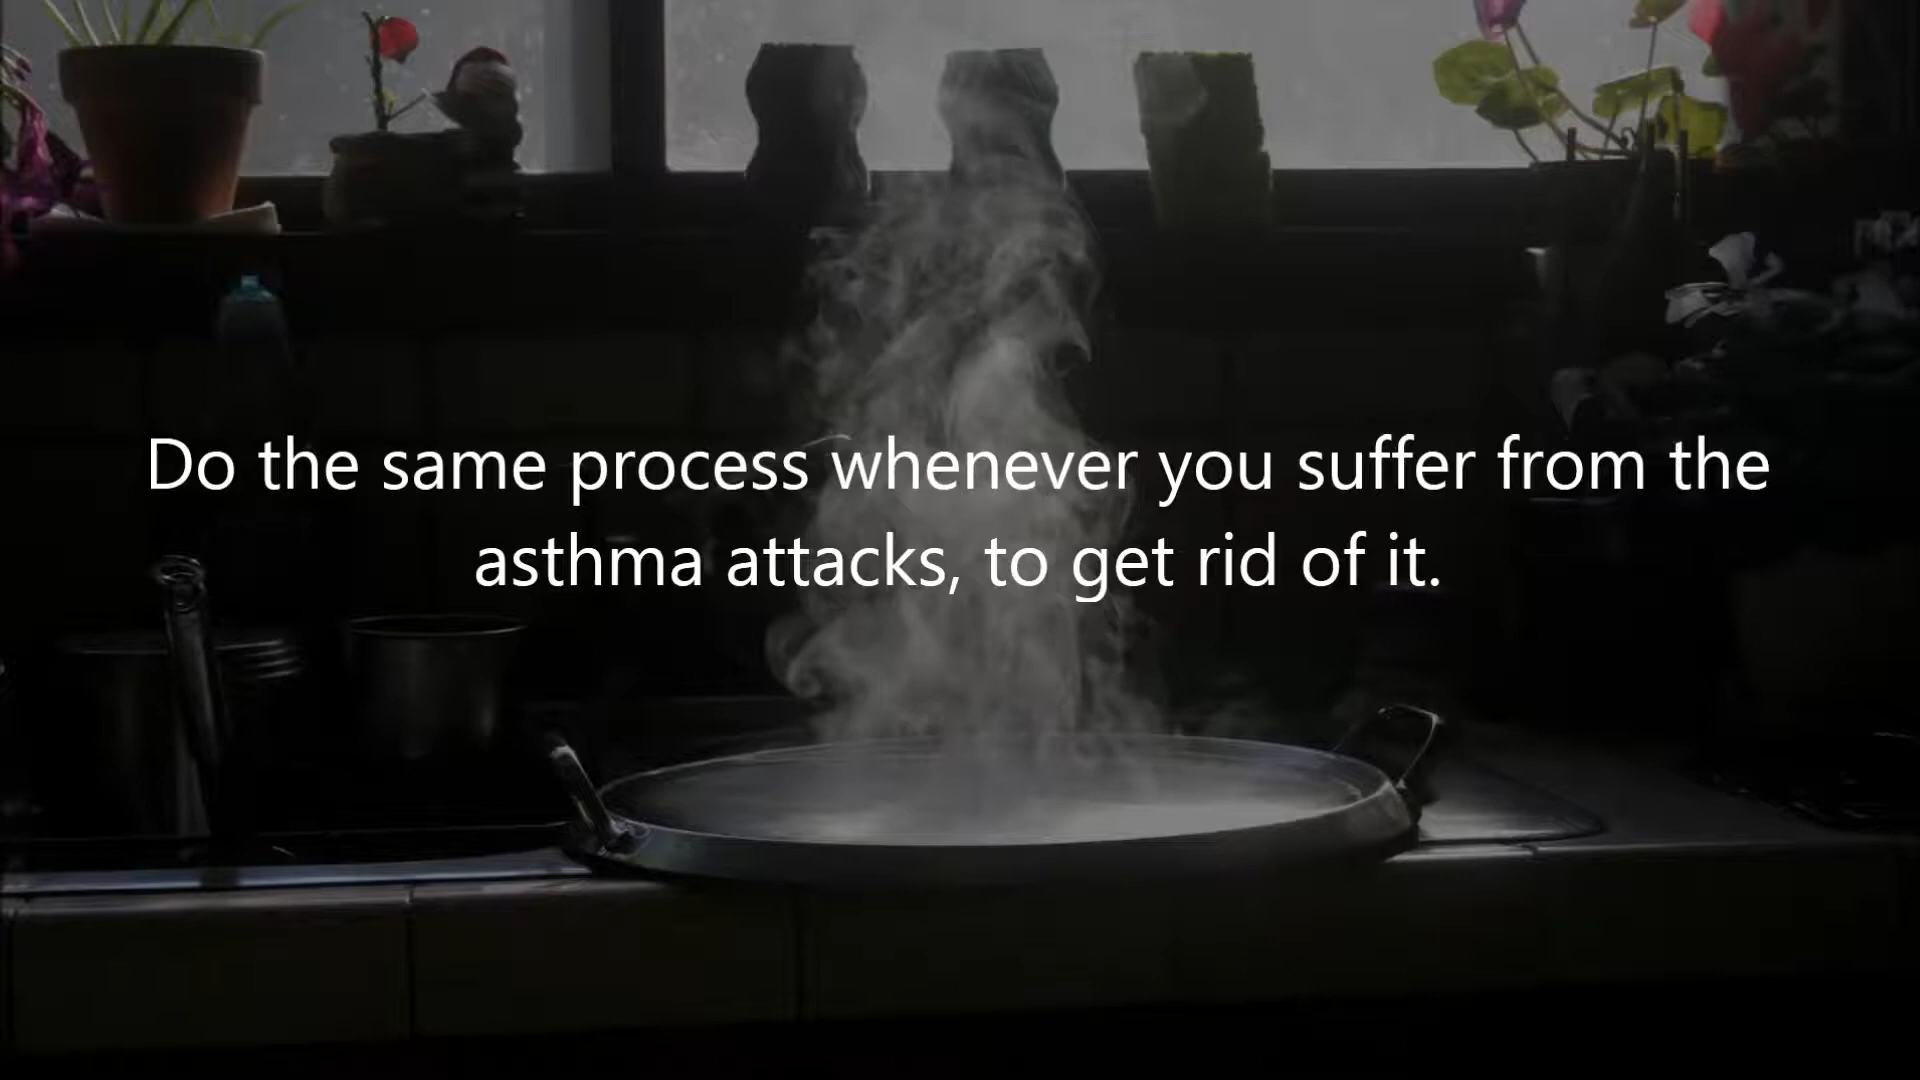 Do the same process whenever you suffer from the
asthma attacks, to get rid of it.